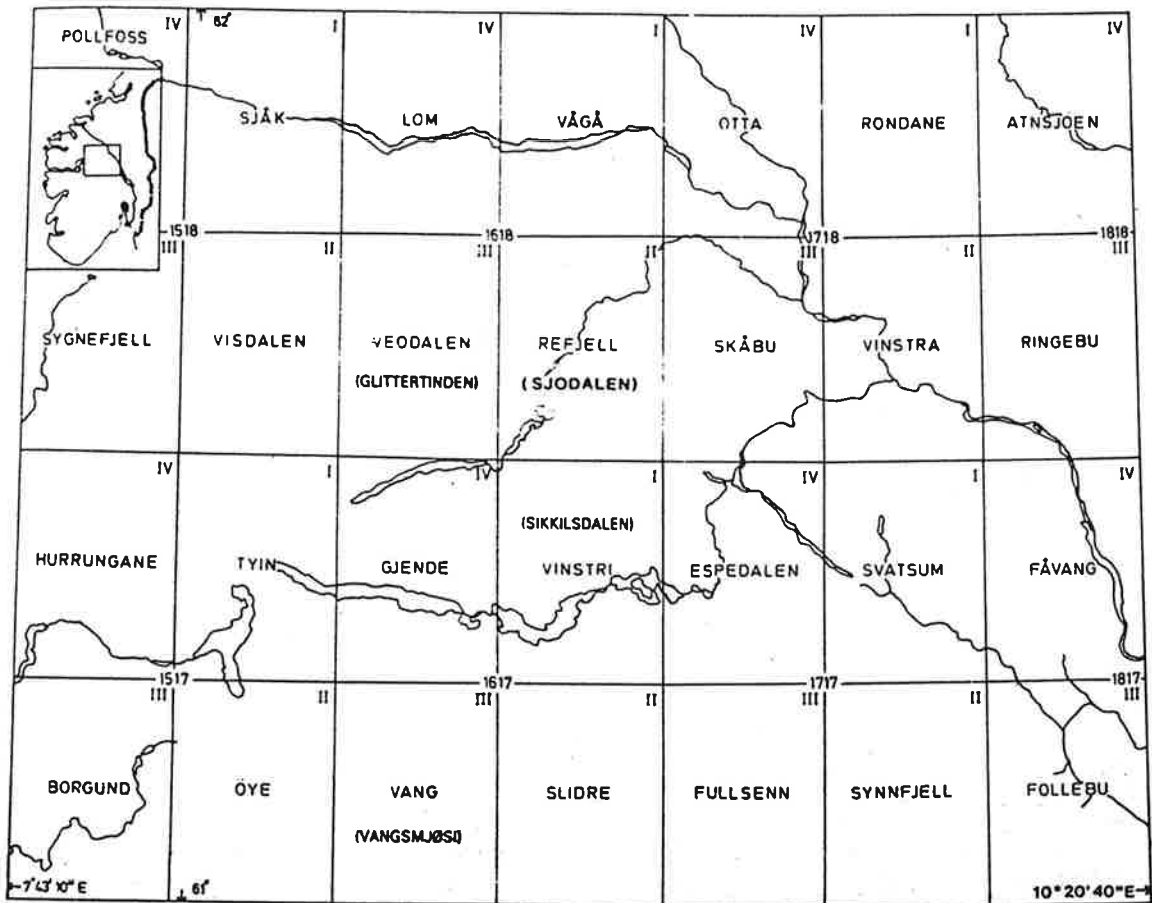 POLLFOSS IV T 62° I IV I IV I IV
SJÅK LOM VÅGÅ OTTA RONDANE ATNSJOEN
1518 1618 1718 1818
III II III II III II III
SYGNEFJELL VISDALEN VEODALEN REFJELL SKÅBU VINSTRA RINGEBU
(GLITTERTINDEN) (SJODALEN)
IV I IV I IV I IV
(SIKKILSDALEN)
HURRUNGANE TYIN GJENDE VINSTRI ESPEDALEN SVATSUM FÅVANG
1517 1617 1717 1817
III II III II III II III
BORGUND ÖYE VANG SLIDRE FULLSENN SYNNFJELL FOLLEBU
(VANGSMJØSI)
7° 43' 10" E 61° 10° 20' 40" E